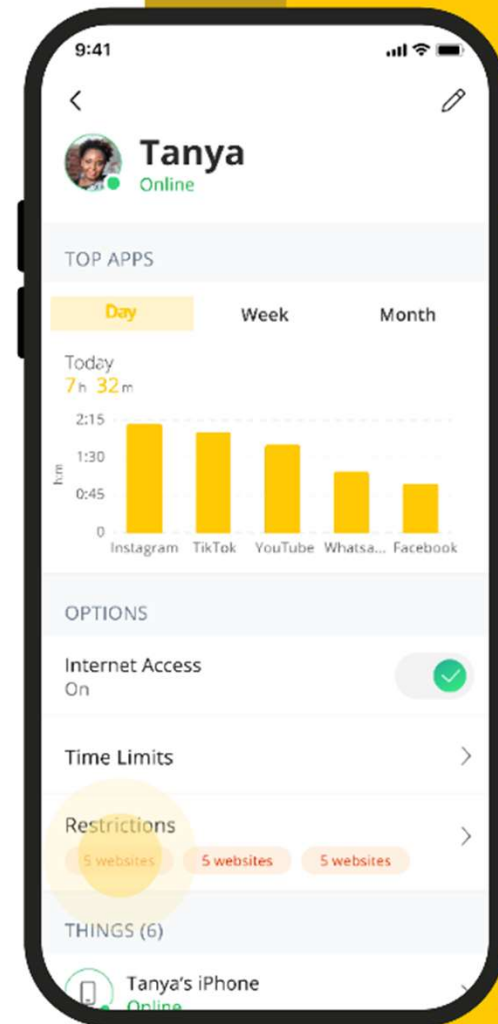 9:41
Tanya
Online
TOP APPS
Day Week Month
Today
7h 32m
2:15
1:30
0:45
0
h:m
Instagram TikTok YouTube Whatsa... Facebook
OPTIONS
Internet Access
On
Time Limits
Restrictions
5 websites 5 websites 5 websites
THINGS (6)
Tanya's iPhone
Online